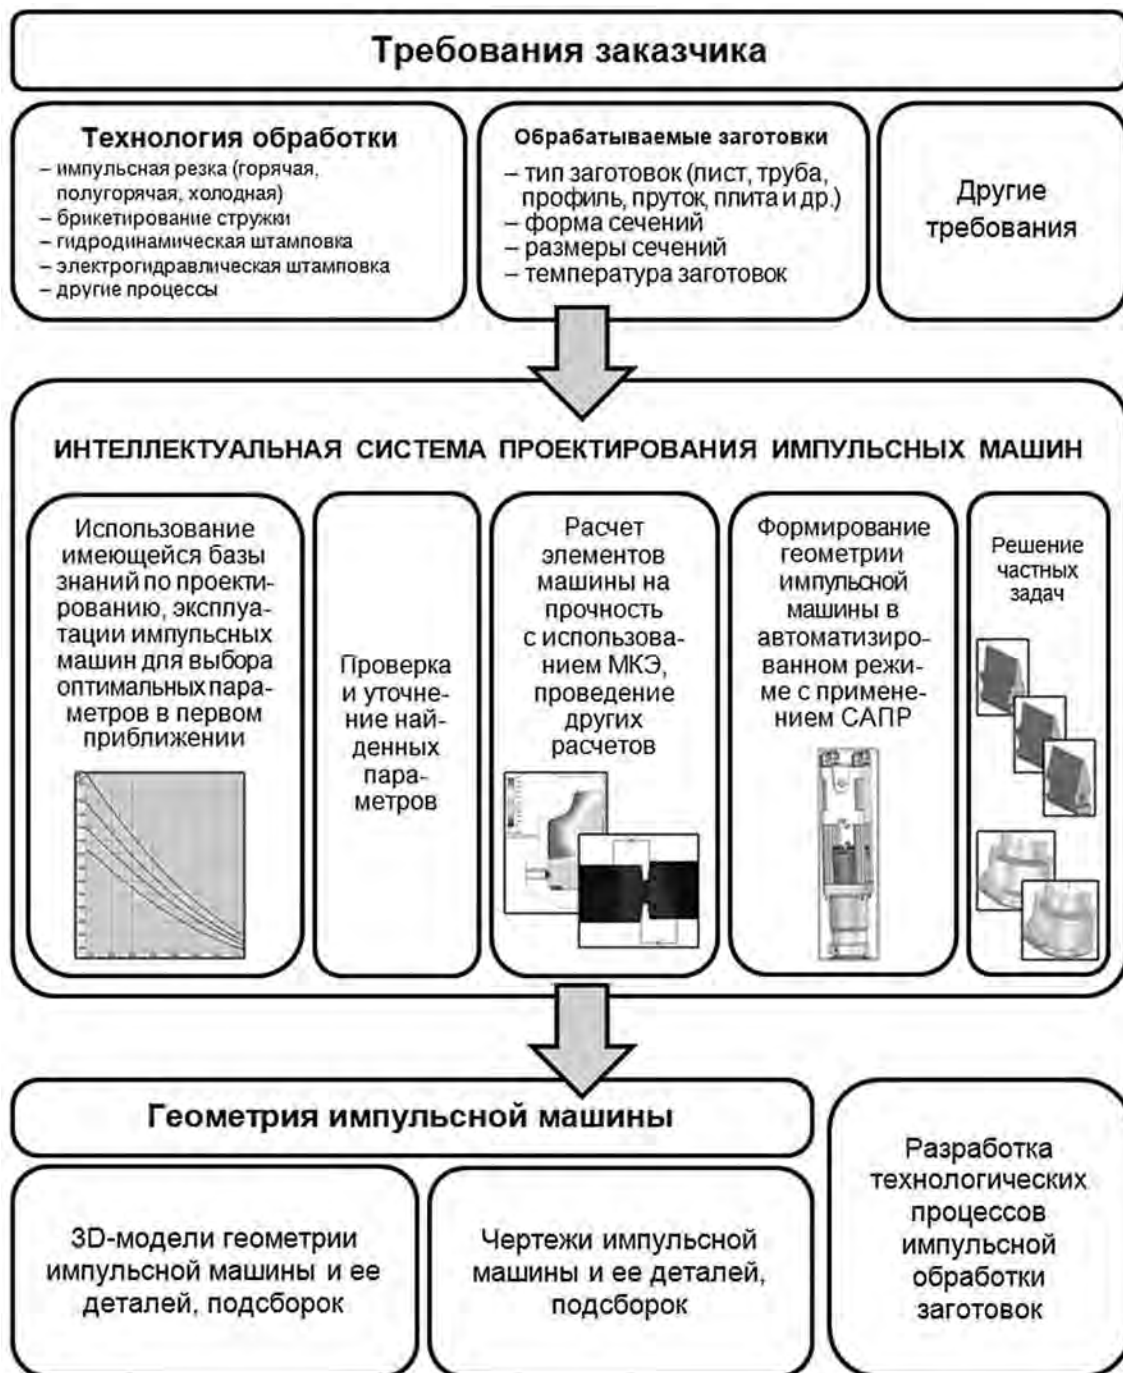 Требования заказчика
Технология обработки
– импульсная резка (горячая,
полугорячая, холодная)
– брикетирование стружки
– гидродинамическая штамповка
– электрогидравлическая штамповка
– другие процессы
Обрабатываемые заготовки
– тип заготовок (лист, труба,
профиль, пруток, плита и др.)
– форма сечений
– размеры сечений
– температура заготовок
Другие
требования
ИНТЕЛЛЕКТУАЛЬНАЯ СИСТЕМА ПРОЕКТИРОВАНИЯ ИМПУЛЬСНЫХ МАШИН
Использование
имеющейся базы
знаний по проекти-
рованию, эксплуа-
тации импульсных
машин для выбора
оптимальных пара-
метров в первом
приближении
Проверка
и уточне-
ние най-
денных
пара-
метров
Расчет
элементов
машины на
прочность
с использова-
нием МКЭ,
проведение
других
расчетов
Формирование
геометрии
импульсной
машины в
автоматизиро-
ванном режи-
ме с примене-
нием САПР
Решение
частных
задач
Геометрия импульсной машины
3D-модели геометрии
импульсной машины и ее
деталей, подсборок
Чертежи импульсной
машины и ее деталей,
подсборок
Разработка
технологических
процессов
импульсной
обработки
заготовок